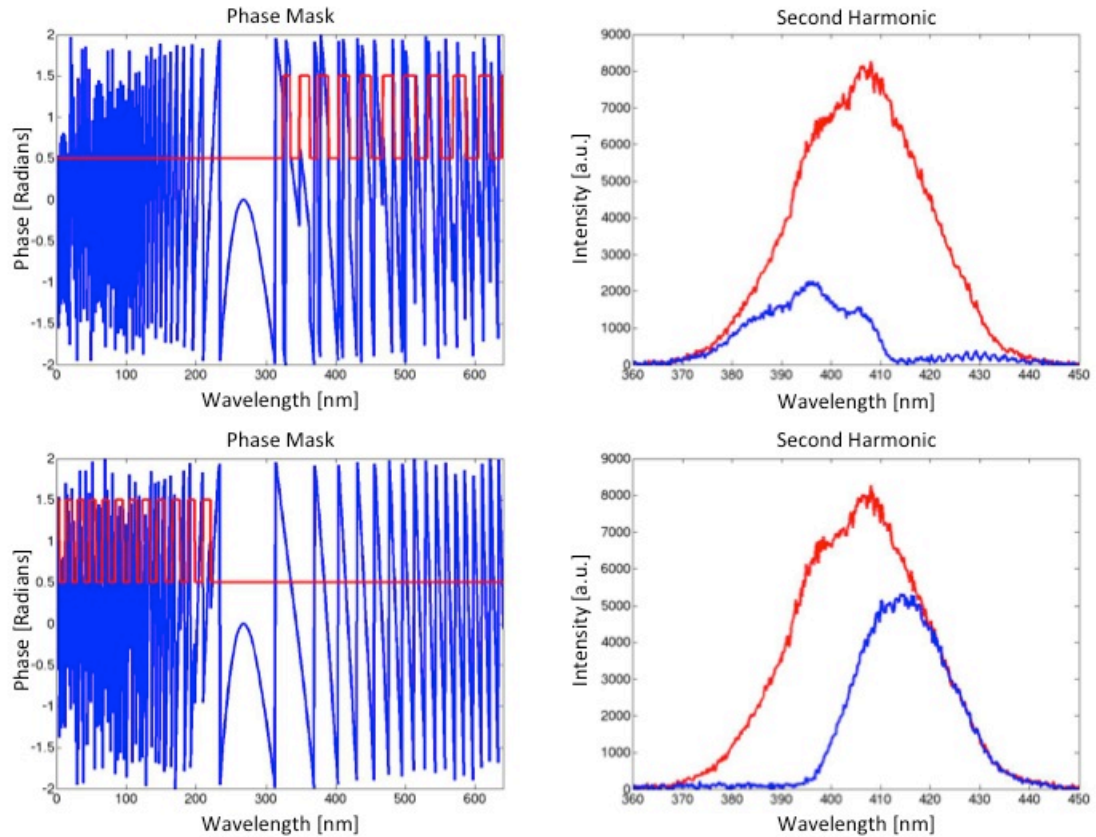 Phase Mask
Phase [Radians]
2
1.5
1
0.5
0
-0.5
-1
-1.5
-2
0 100 200 300 400 500 600
Wavelength [nm]
Second Harmonic
Intensity [a.u.]
9000
8000
7000
6000
5000
4000
3000
2000
1000
0
360 370 380 390 400 410 420 430 440 450
Wavelength [nm]
Phase Mask
Phase [Radians]
2
1.5
1
0.5
0
-0.5
-1
-1.5
-2
0 100 200 300 400 500 600
Wavelength [nm]
Second Harmonic
Intensity [a.u.]
9000
8000
7000
6000
5000
4000
3000
2000
1000
0
360 370 380 390 400 410 420 430 440 450
Wavelength [nm]